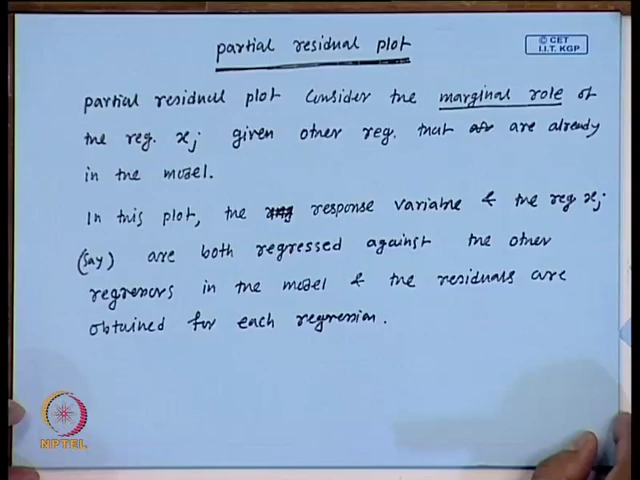 partial residual plot
© CET
I.I.T. KGP
partial residual plot consider the marginal role of
the reg. xj given other reg. that are already
in the model.
In this plot, the response variable & the reg xj
(say) are both regressed against the other
regressors in the model & the residuals are
obtained for each regression.
NPTEL